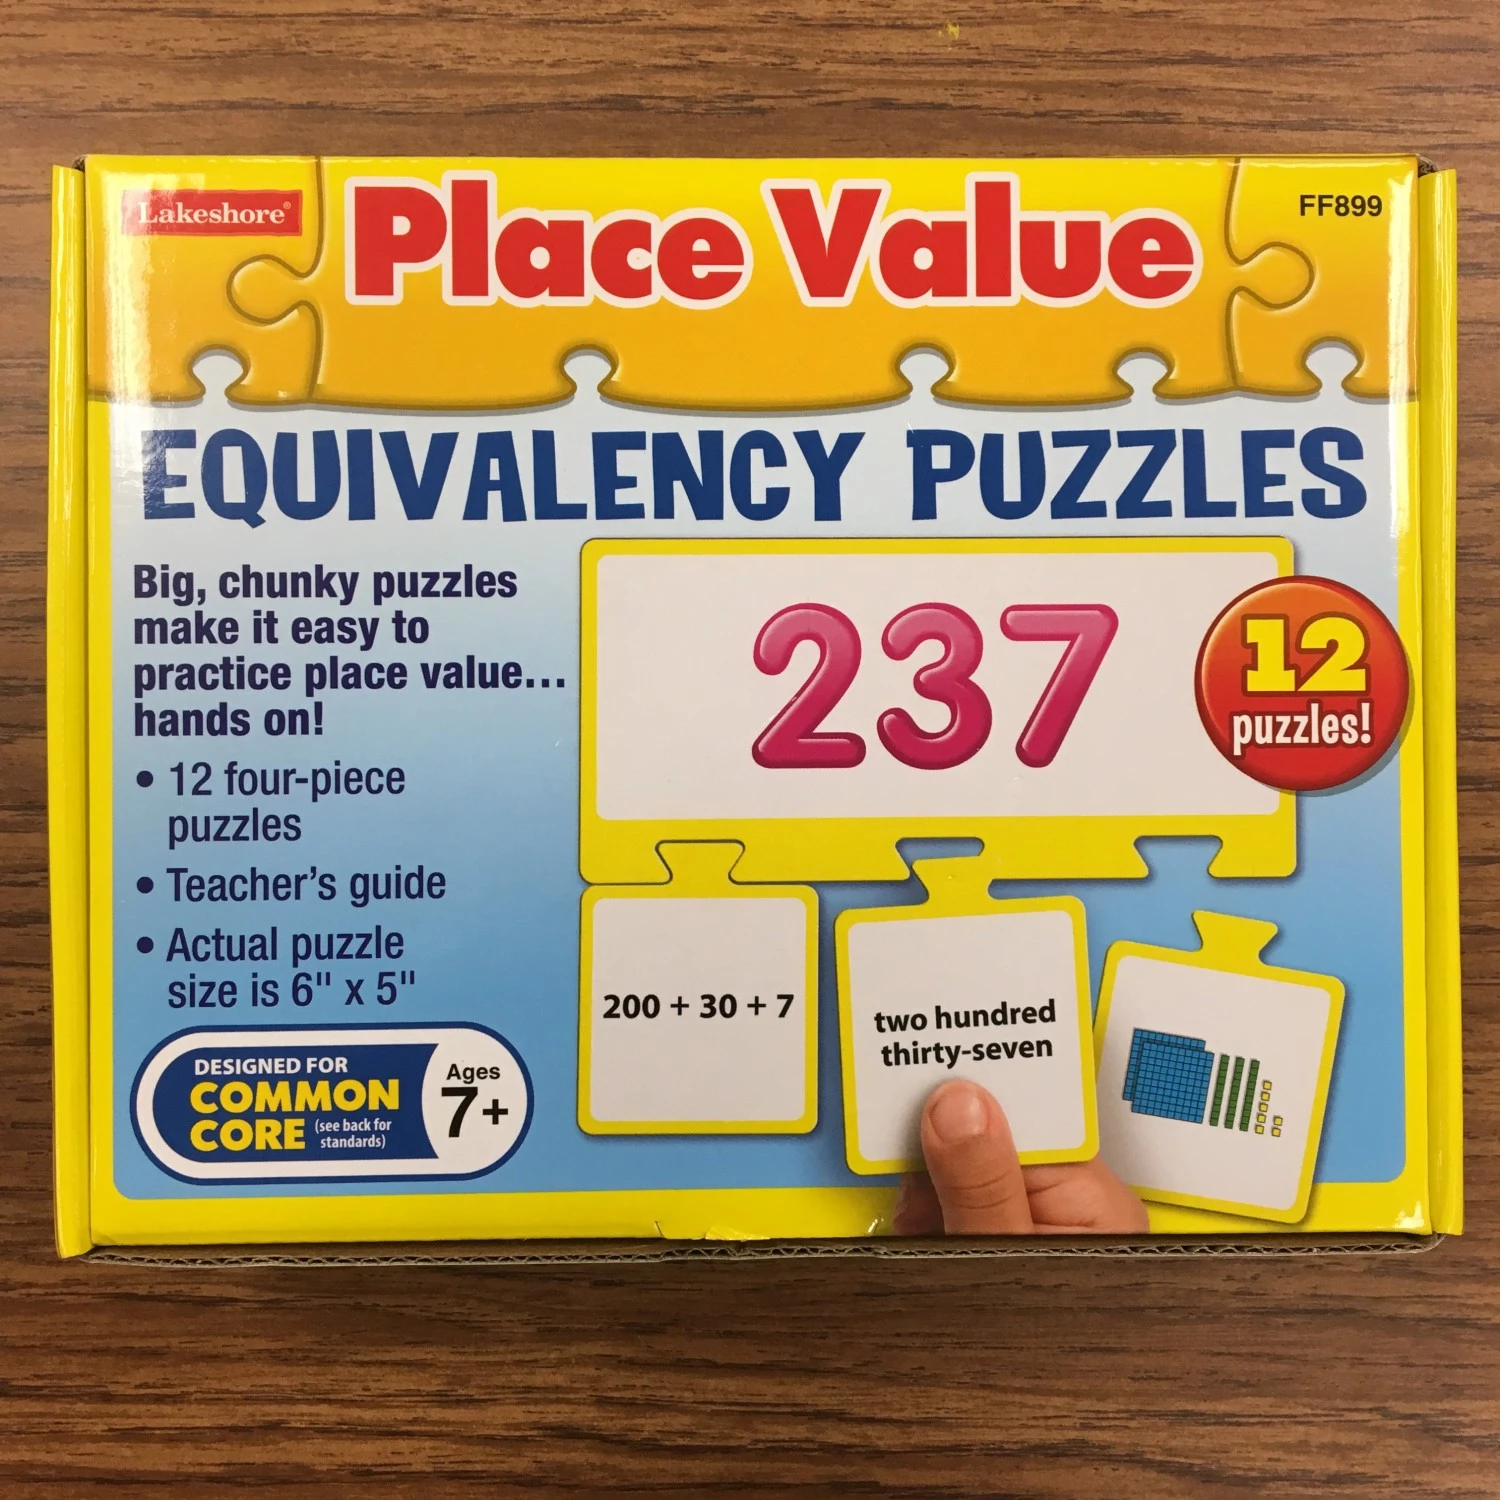 Lakeshore®
Place Value
FF899
EQUIVALENCY PUZZLES
Big, chunky puzzles
make it easy to
practice place value...
hands on!
• 12 four-piece
puzzles
• Teacher's guide
• Actual puzzle
size is 6" x 5"
DESIGNED FOR
COMMON
CORE (see back for
standards)
Ages
7+
237
12
puzzles!
200 + 30 + 7
two hundred
thirty-seven